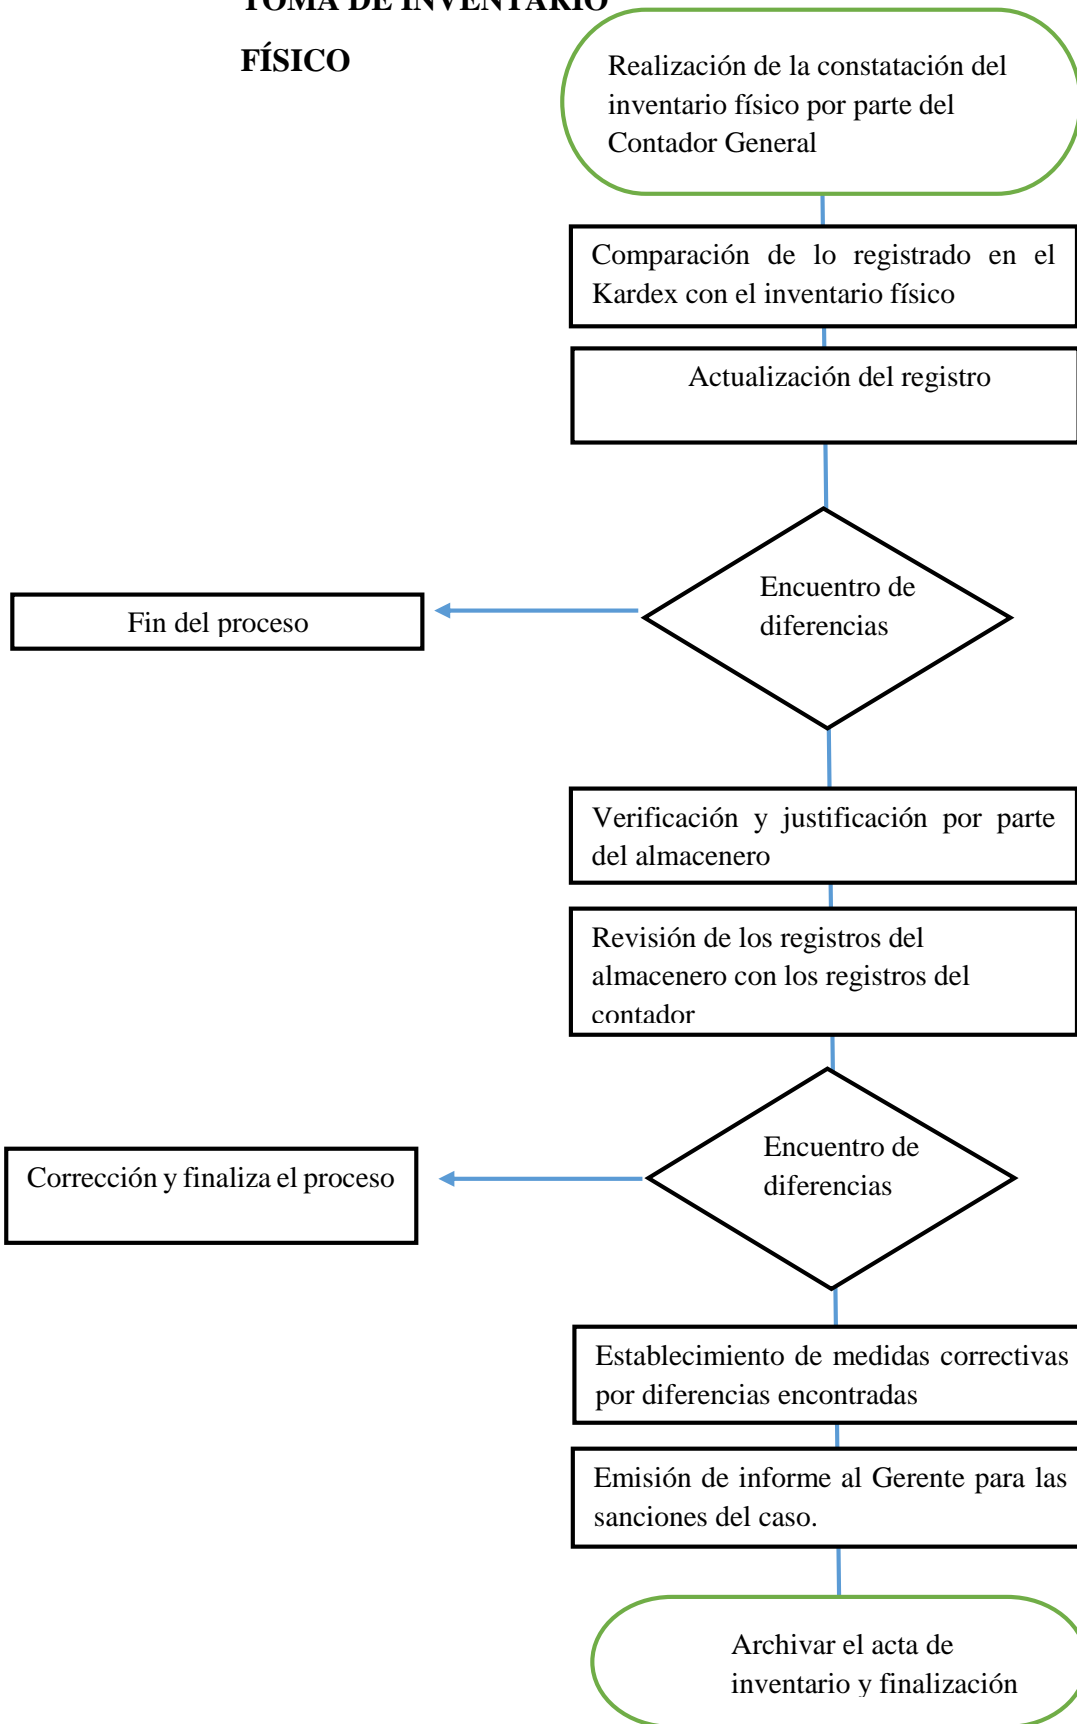 TOMA DE INVENTARIO
FÍSICO
Realización de la constatación del
inventario físico por parte del
Contador General
Comparación de lo registrado en el
Kardex con el inventario físico
Actualización del registro
Encuentro de
diferencias
Fin del proceso
Verificación y justificación por parte
del almacenero
Revisión de los registros del
almacenero con los registros del
contador
Encuentro de
diferencias
Corrección y finaliza el proceso
Establecimiento de medidas correctivas
por diferencias encontradas
Emisión de informe al Gerente para las
sanciones del caso.
Archivar el acta de
inventario y finalización